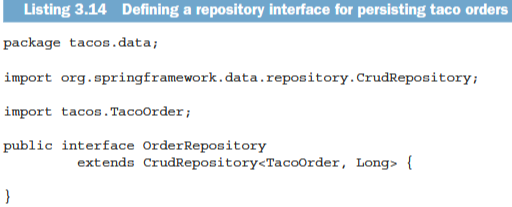 Listing 3.14 Defining a repository interface for persisting taco orders
package tacos.data;
import org.springframework.data.repository.CrudRepository;
import tacos.TacoOrder;
public interface OrderRepository
extends CrudRepository<TacoOrder, Long> {
}